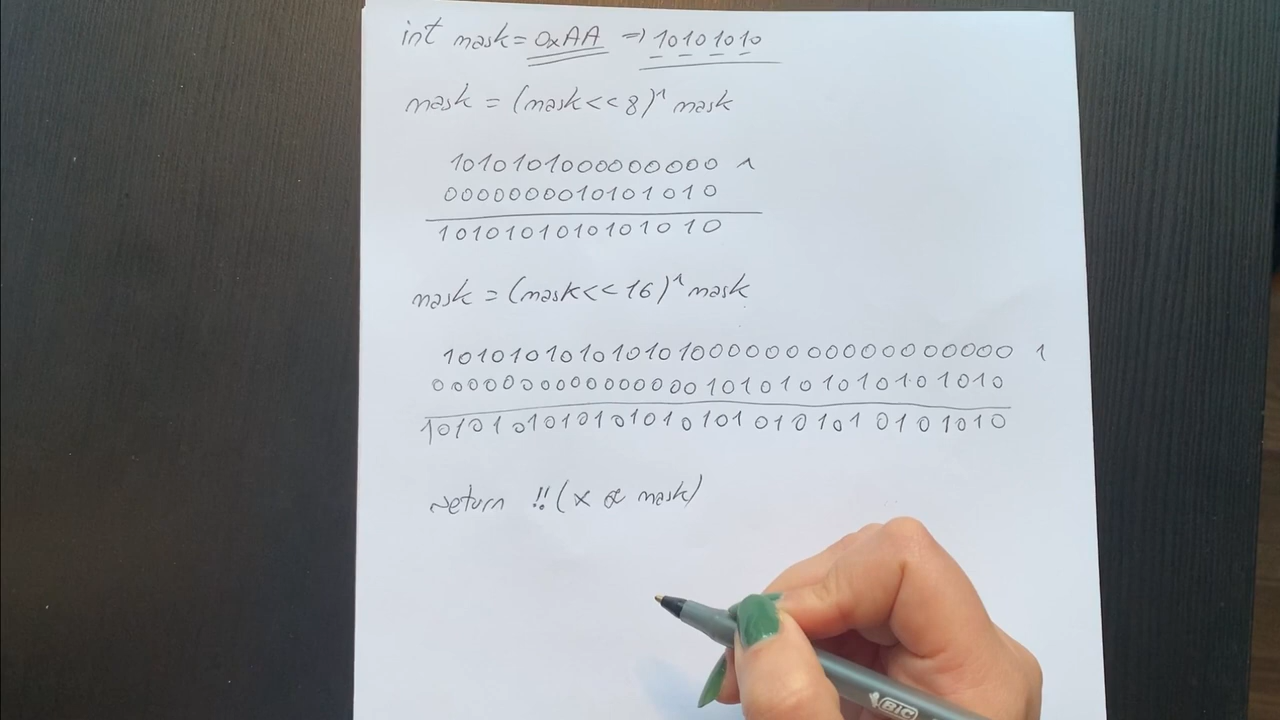 int mask = 0xAA => 10101010
mask = (mask<<8)^ mask
1010101000000000 ^
0000000010101010
1010101010101010
mask = (mask<<16)^ mask
10101010101010100000000000000000 ^
00000000000000001010101010101010
10101010101010101010101010101010
return !!(x & mask)
BIC